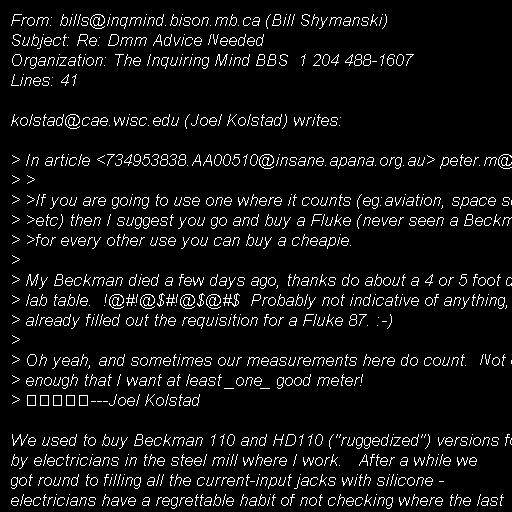 From: bills@inqmind.bison.mb.ca (Bill Shymanski)
Subject: Re: Dmm Advice Needed
Organization: The Inquiring Mind BBS  1 204 488-1607
Lines: 41

kolstad@cae.wisc.edu (Joel Kolstad) writes:

> In article <734953838.AA00510@insane.apana.org.au> peter.m@
> >
> >If you are going to use one where it counts (eg:aviation, space s
> >etc) then I suggest you go and buy a Fluke (never seen a Beckm
> >for every other use you can buy a cheapie.
>
> My Beckman died a few days ago, thanks do about a 4 or 5 foot d
> lab table.  !@#!@$#!@$@#$  Probably not indicative of anything,
> already filled out the requisition for a Fluke 87. :-)
>
> Oh yeah, and sometimes our measurements here do count.  Not
> enough that I want at least _one_ good meter!
> □□□□□---Joel Kolstad

We used to buy Beckman 110 and HD110 ("ruggedized") versions fo
by electricians in the steel mill where I work.   After a while we
got round to filling all the current-input jacks with silicone -
electricians have a regrettable habit of not checking where the last